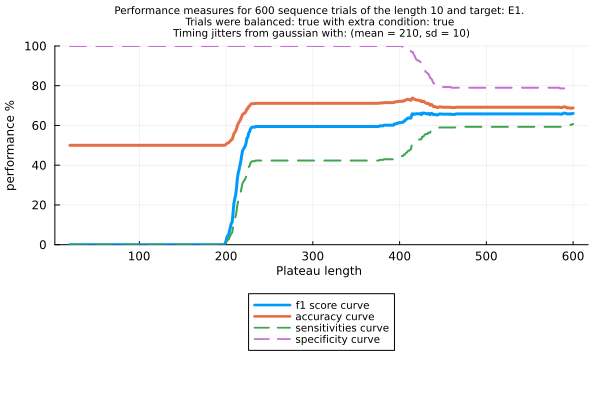 Performance measures for 600 sequence trials of the length 10 and target: E1.
Trials were balanced: true with extra condition: true
Timing jitters from gaussian with: (mean = 210, sd = 10)
100
80
60
40
20
0
performance %
100 200 300 400 500 600
Plateau length
f1 score curve
accuracy curve
sensitivities curve
specificity curve